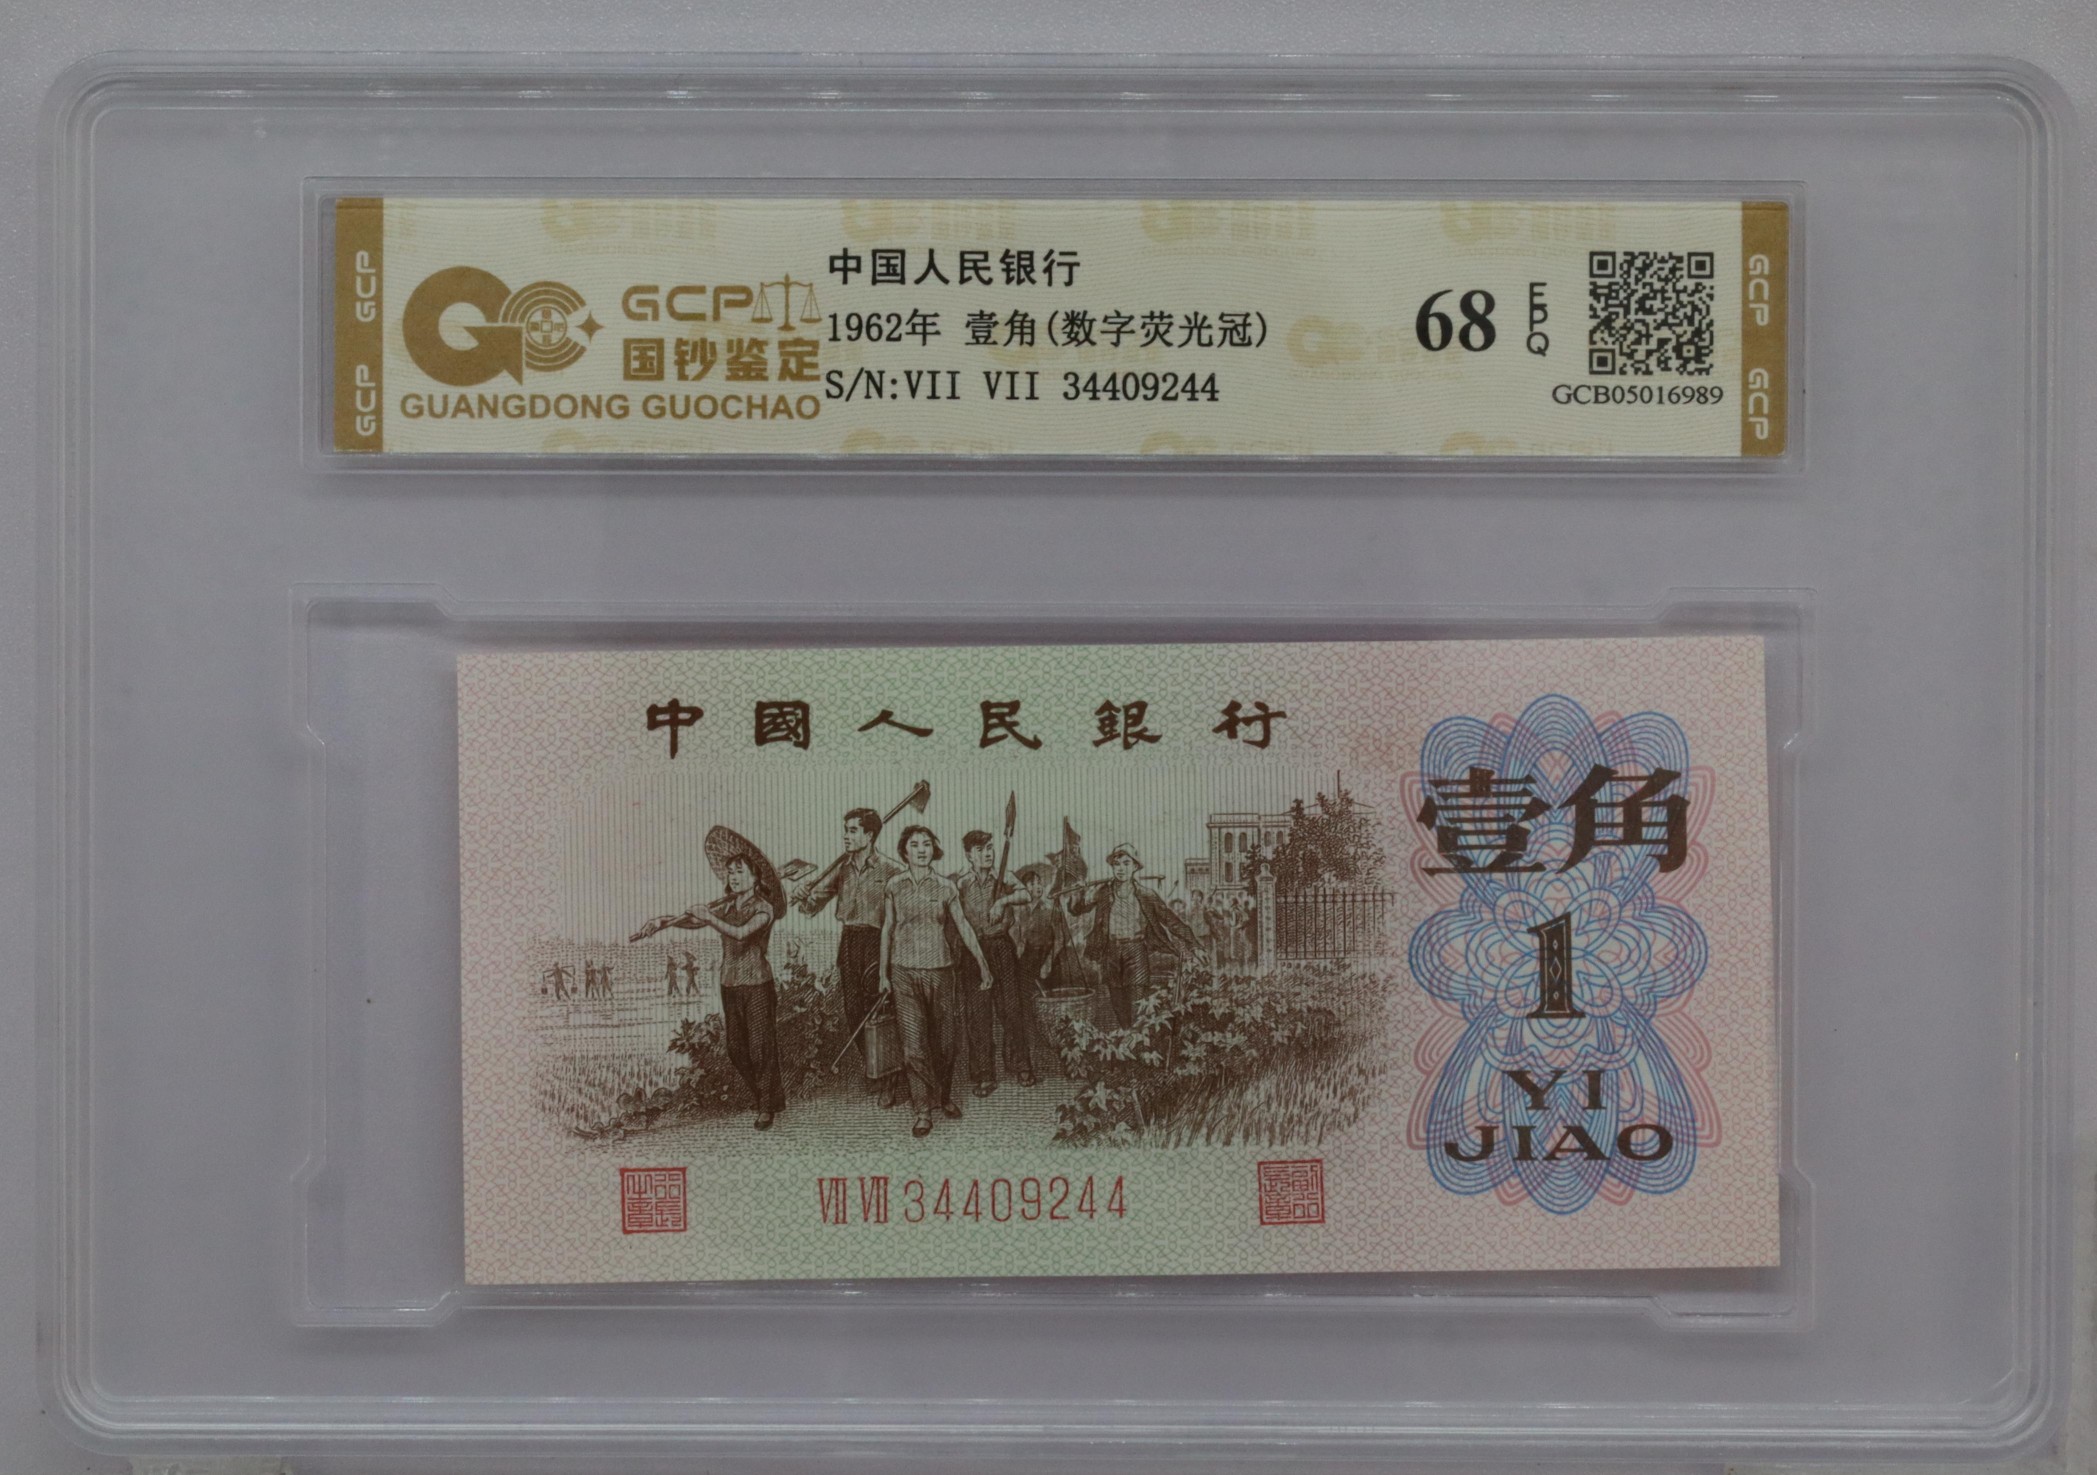 GCP
GCP
GCP
国钞鉴定
GUANGDONG GUOCHAO
中国人民银行
1962年 壹角(数字荧光冠)
S/N:VII VII 34409244
68
EPQ
GCB05016989
GCP
GCP
中國人民銀行
壹角
1
YI
JIAO
VII VII 34409244